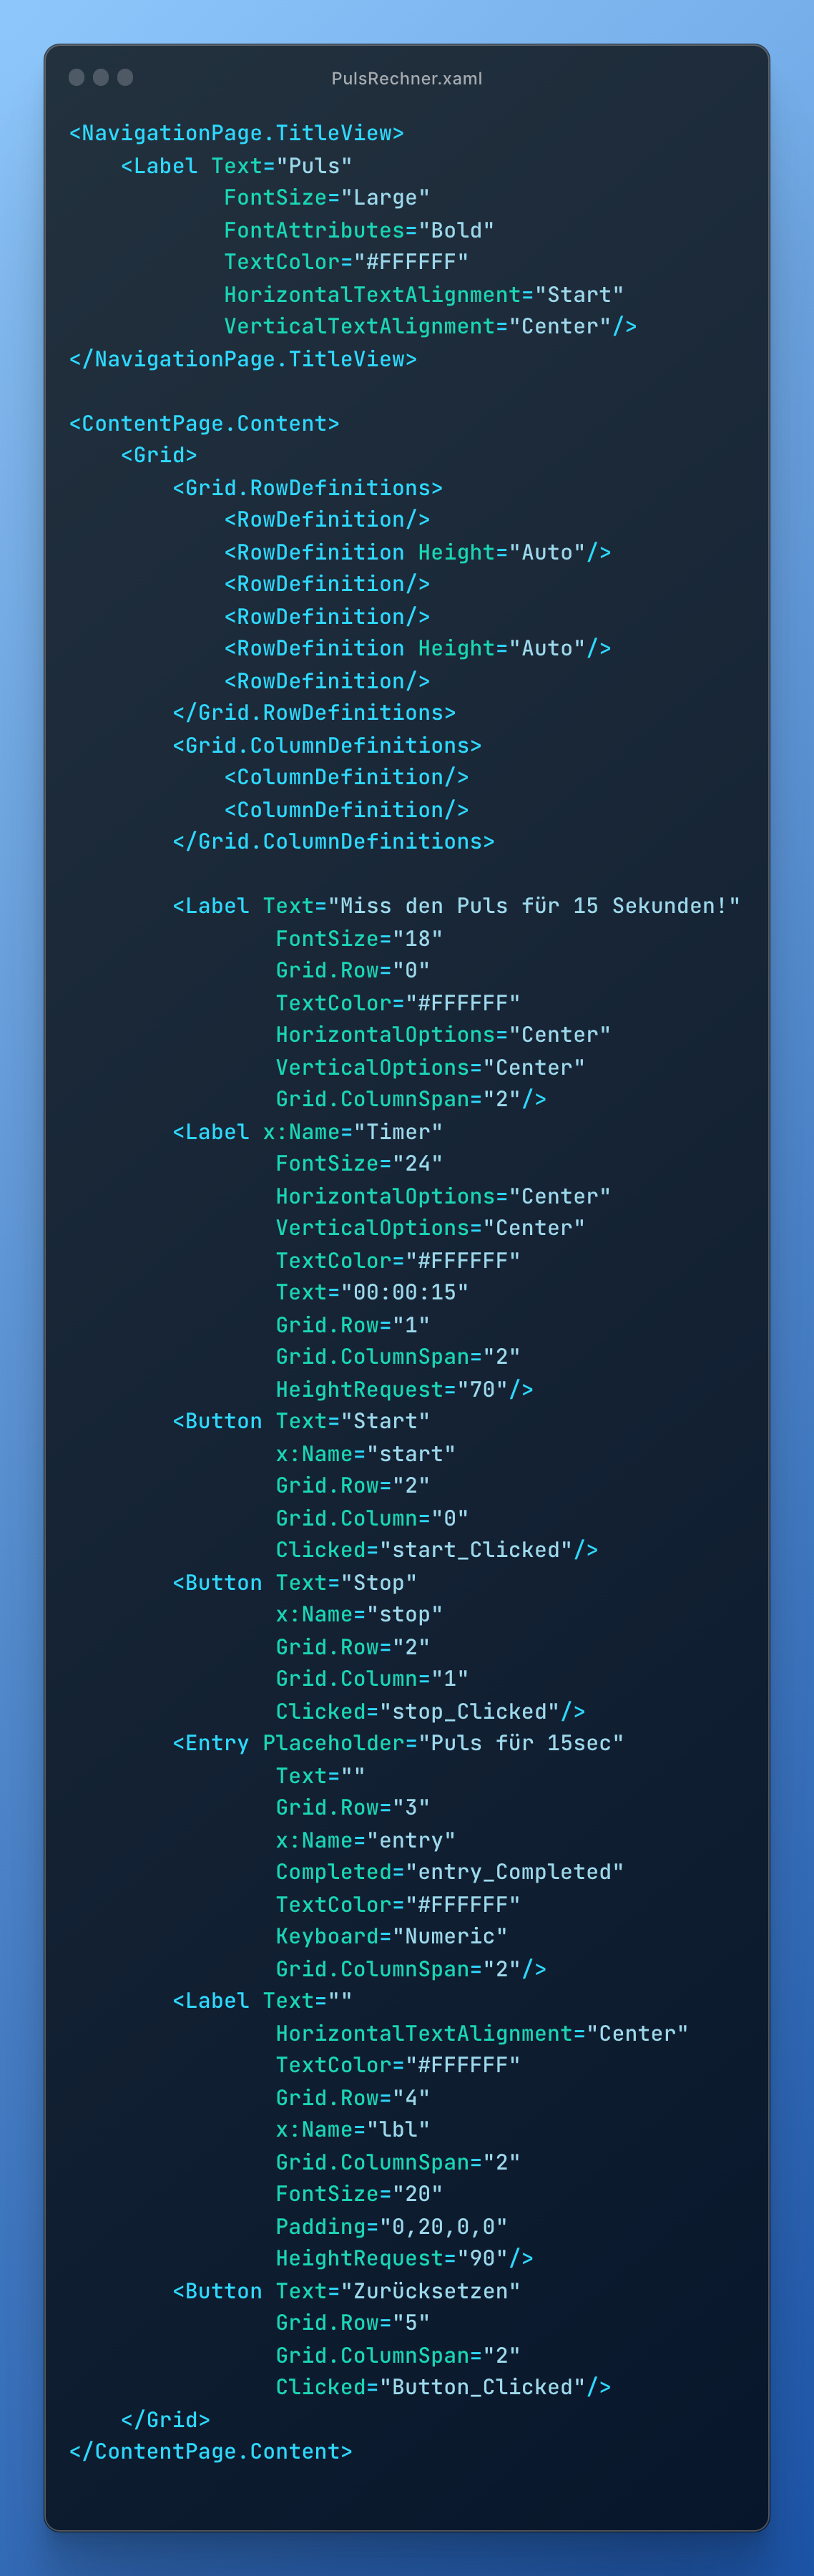 PulsRechner.xaml
<NavigationPage.TitleView>
    <Label Text="Puls"
            FontSize="Large"
            FontAttributes="Bold"
            TextColor="#FFFFFF"
            HorizontalTextAlignment="Start"
            VerticalTextAlignment="Center"/>
</NavigationPage.TitleView>

<ContentPage.Content>
    <Grid>
        <Grid.RowDefinitions>
            <RowDefinition/>
            <RowDefinition Height="Auto"/>
            <RowDefinition/>
            <RowDefinition/>
            <RowDefinition Height="Auto"/>
            <RowDefinition/>
        </Grid.RowDefinitions>
        <Grid.ColumnDefinitions>
            <ColumnDefinition/>
            <ColumnDefinition/>
        </Grid.ColumnDefinitions>

        <Label Text="Miss den Puls für 15 Sekunden!"
                FontSize="18"
                Grid.Row="0"
                TextColor="#FFFFFF"
                HorizontalOptions="Center"
                VerticalOptions="Center"
                Grid.ColumnSpan="2"/>
        <Label x:Name="Timer"
                FontSize="24"
                HorizontalOptions="Center"
                VerticalOptions="Center"
                TextColor="#FFFFFF"
                Text="00:00:15"
                Grid.Row="1"
                Grid.ColumnSpan="2"
                HeightRequest="70"/>
        <Button Text="Start"
                x:Name="start"
                Grid.Row="2"
                Grid.Column="0"
                Clicked="start_Clicked"/>
        <Button Text="Stop"
                x:Name="stop"
                Grid.Row="2"
                Grid.Column="1"
                Clicked="stop_Clicked"/>
        <Entry Placeholder="Puls für 15sec"
                Text=""
                Grid.Row="3"
                x:Name="entry"
                Completed="entry_Completed"
                TextColor="#FFFFFF"
                Keyboard="Numeric"
                Grid.ColumnSpan="2"/>
        <Label Text=""
                HorizontalTextAlignment="Center"
                TextColor="#FFFFFF"
                Grid.Row="4"
                x:Name="lbl"
                Grid.ColumnSpan="2"
                FontSize="20"
                Padding="0,20,0,0"
                HeightRequest="90"/>
        <Button Text="Zurücksetzen"
                Grid.Row="5"
                Grid.ColumnSpan="2"
                Clicked="Button_Clicked"/>
    </Grid>
</ContentPage.Content>